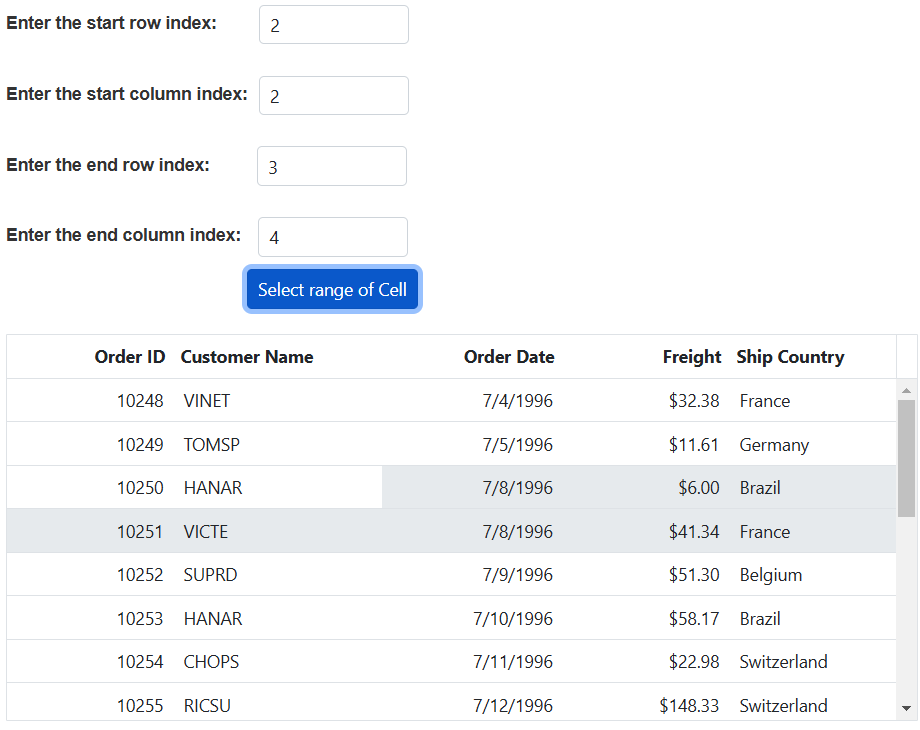 Enter the start row index: 2
Enter the start column index: 2
Enter the end row index: 3
Enter the end column index: 4
Select range of Cell
Order ID Customer Name Order Date Freight Ship Country
10248 VINET 7/4/1996 $32.38 France
10249 TOMSP 7/5/1996 $11.61 Germany
10250 HANAR 7/8/1996 $6.00 Brazil
10251 VICTE 7/8/1996 $41.34 France
10252 SUPRD 7/9/1996 $51.30 Belgium
10253 HANAR 7/10/1996 $58.17 Brazil
10254 CHOPS 7/11/1996 $22.98 Switzerland
10255 RICSU 7/12/1996 $148.33 Switzerland